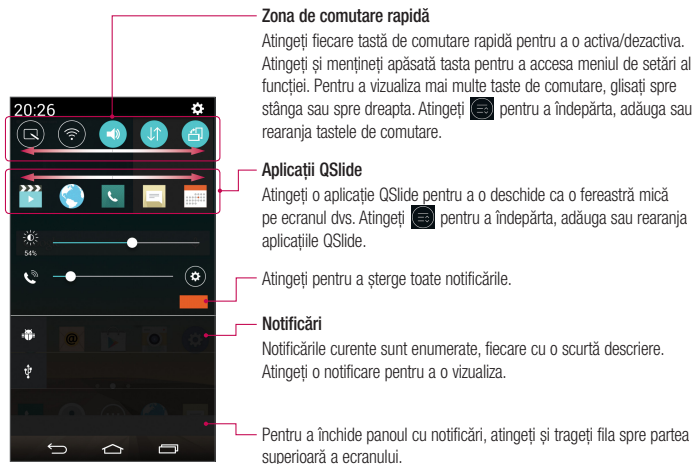 Zona de comutare rapidă
Atingeți fiecare tastă de comutare rapidă pentru a o activa/dezactiva.
Atingeți și mențineți apăsată tasta pentru a accesa meniul de setări al
funcției. Pentru a vizualiza mai multe taste de comutare, glisați spre
stânga sau spre dreapta. Atingeți pentru a îndepărta, adăuga sau
rearanja tastele de comutare.
20:26
Aplicații QSlide
Atingeți o aplicație QSlide pentru a o deschide ca o fereastră mică
pe ecranul dvs. Atingeți pentru a îndepărta, adăuga sau rearanja
aplicațiile QSlide.
54%
Atingeți pentru a șterge toate notificările.
Notificări
Notificările curente sunt enumerate, fiecare cu o scurtă descriere.
Atingeți o notificare pentru a o vizualiza.
Pentru a închide panoul cu notificări, atingeți și trageți fila spre partea
superioară a ecranului.